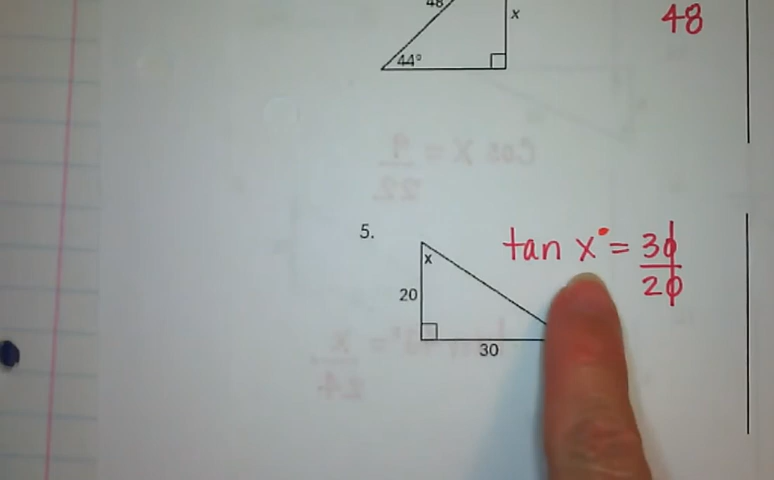 48
x
48
44°
5.
x
tan x° = 30/20
20
30